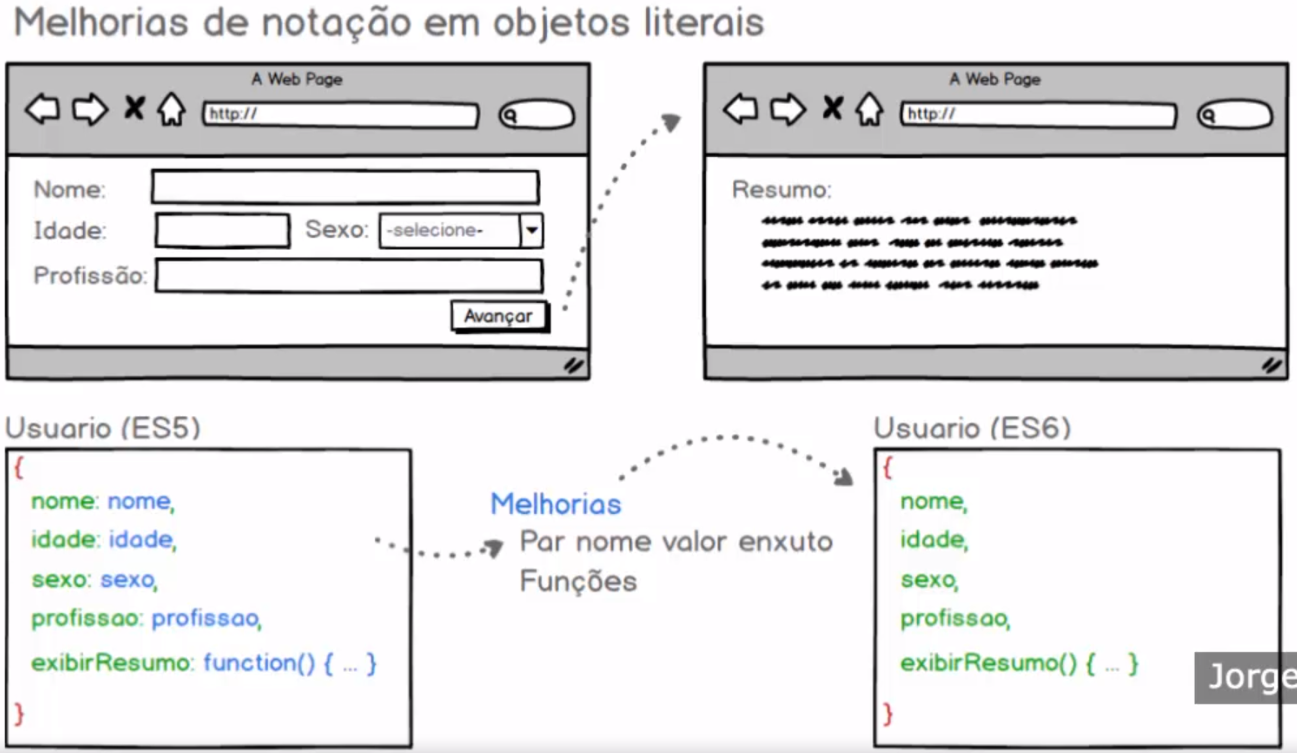 Melhorias de notação em objetos literais
A Web Page
http://
Nome:
Idade:
Sexo: -selecione-
Profissão:
Avançar
A Web Page
http://
Resumo:
Usuario (ES5)
{
nome: nome,
idade: idade,
sexo: sexo,
profissao: profissao,
exibirResumo: function() { ... }
}
Melhorias
Par nome valor enxuto
Funções
Usuario (ES6)
{
nome,
idade,
sexo,
profissao,
exibirResumo() { ... }
}
Jorge